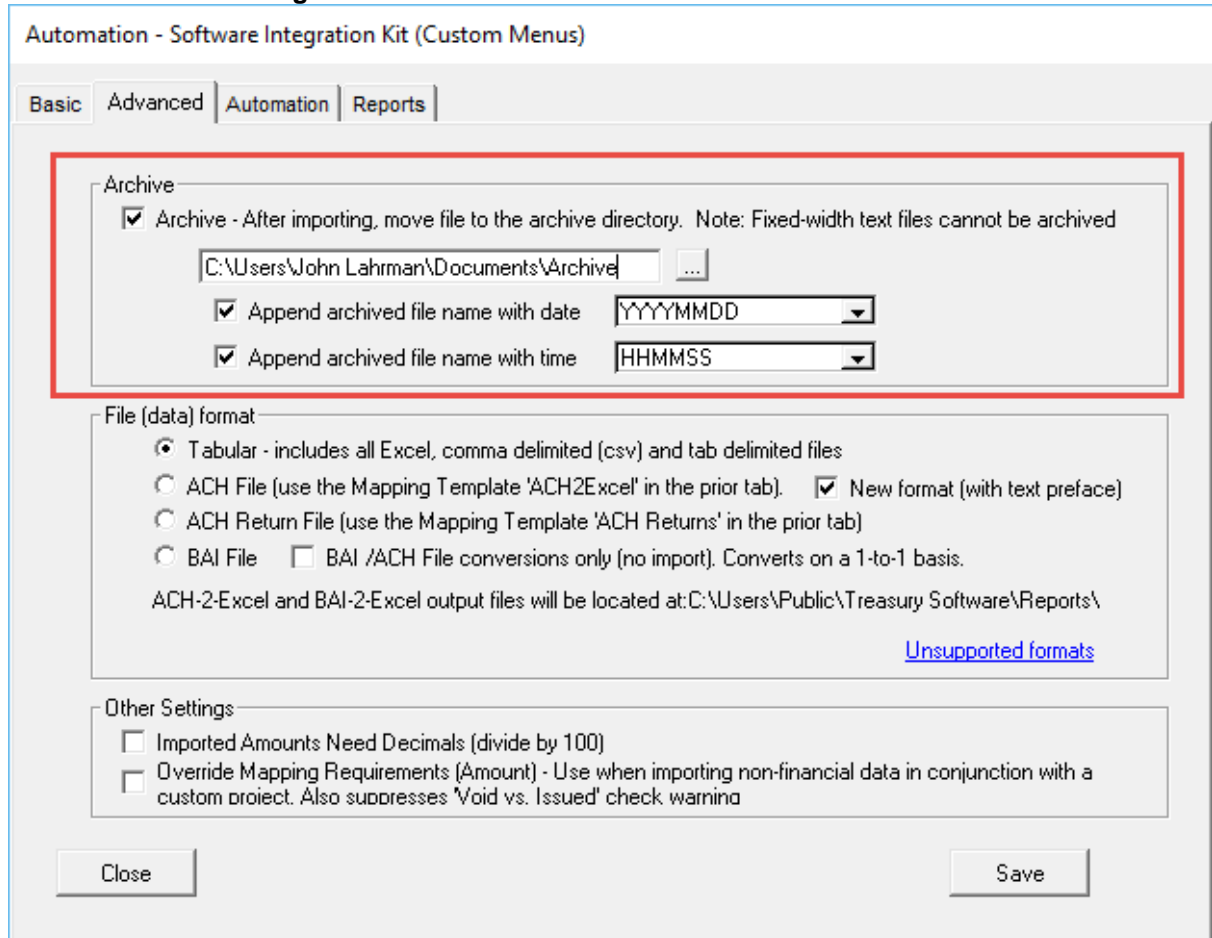 Automation - Software Integration Kit (Custom Menus)
Basic Advanced Automation Reports
Archive
Archive - After importing, move file to the archive directory. Note: Fixed-width text files cannot be archived
C:\Users\John Lahrman\Documents\Archive ...
Append archived file name with date YYYYMMDD
Append archived file name with time HHMMSS
File (data) format
Tabular - includes all Excel, comma delimited (csv) and tab delimited files
ACH File (use the Mapping Template 'ACH2Excel' in the prior tab). New format (with text preface)
ACH Return File (use the Mapping Template 'ACH Returns' in the prior tab)
BAI File BAI /ACH File conversions only (no import). Converts on a 1-to-1 basis.
ACH-2-Excel and BAI-2-Excel output files will be located at:C:\Users\Public\Treasury Software\Reports\
Unsupported formats
Other Settings
Imported Amounts Need Decimals (divide by 100)
Override Mapping Requirements (Amount) - Use when importing non-financial data in conjunction with a
custom project. Also suppresses 'Void vs. Issued' check warning
Close Save